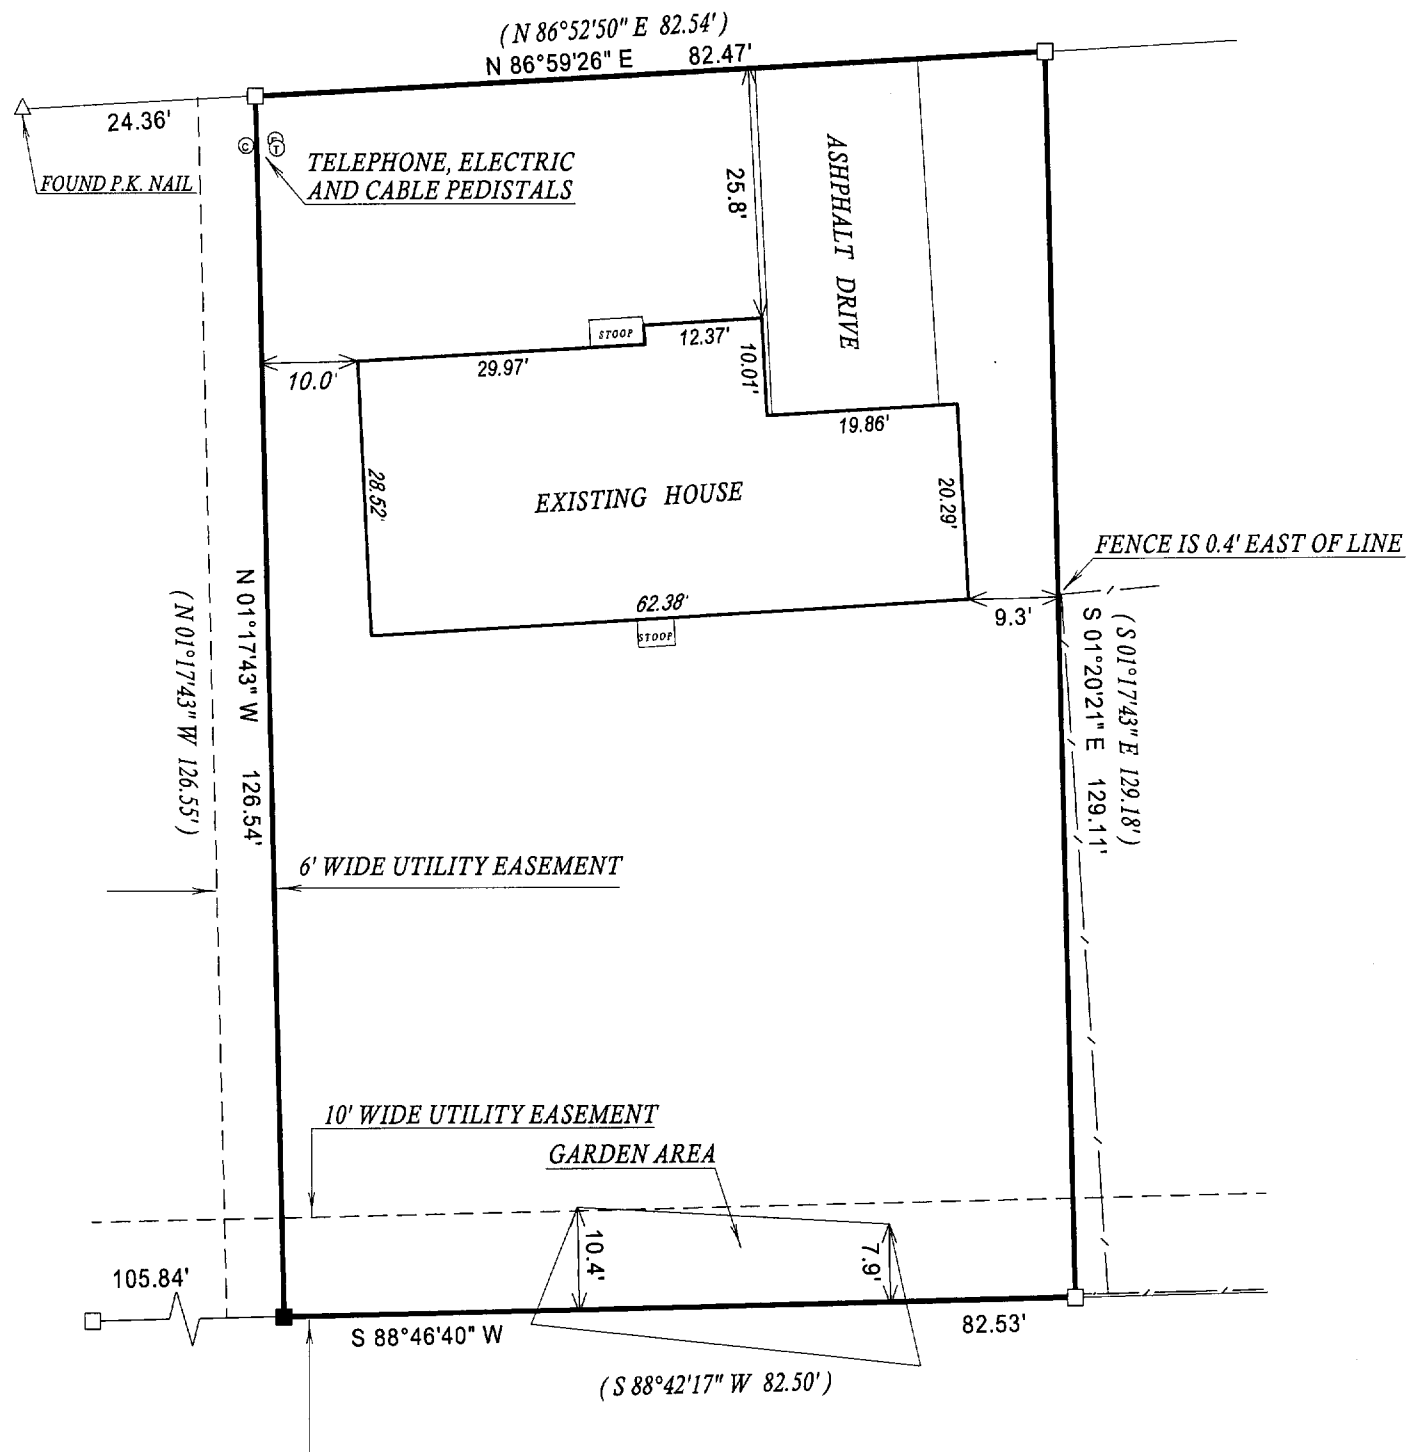 ( N 86°52'50" E 82.54' )
N 86°59'26" E 82.47'
24.36'
FOUND P.K. NAIL
C
E
T
TELEPHONE, ELECTRIC
AND CABLE PEDISTALS
25.8'
ASHPHALT DRIVE
STOOP
12.37'
10.01'
29.97'
10.0'
19.86'
28.52'
EXISTING HOUSE
20.29'
FENCE IS 0.4' EAST OF LINE
62.38'
STOOP
9.3'
N 01°17'43" W 126.54'
( N 01°17'43" W 126.55' )
S 01°20'21" E 129.11'
( S 01°17'43" E 129.18' )
6' WIDE UTILITY EASEMENT
10' WIDE UTILITY EASEMENT
GARDEN AREA
10.4'
7.9'
105.84'
S 88°46'40" W 82.53'
( S 88°42'17" W 82.50' )